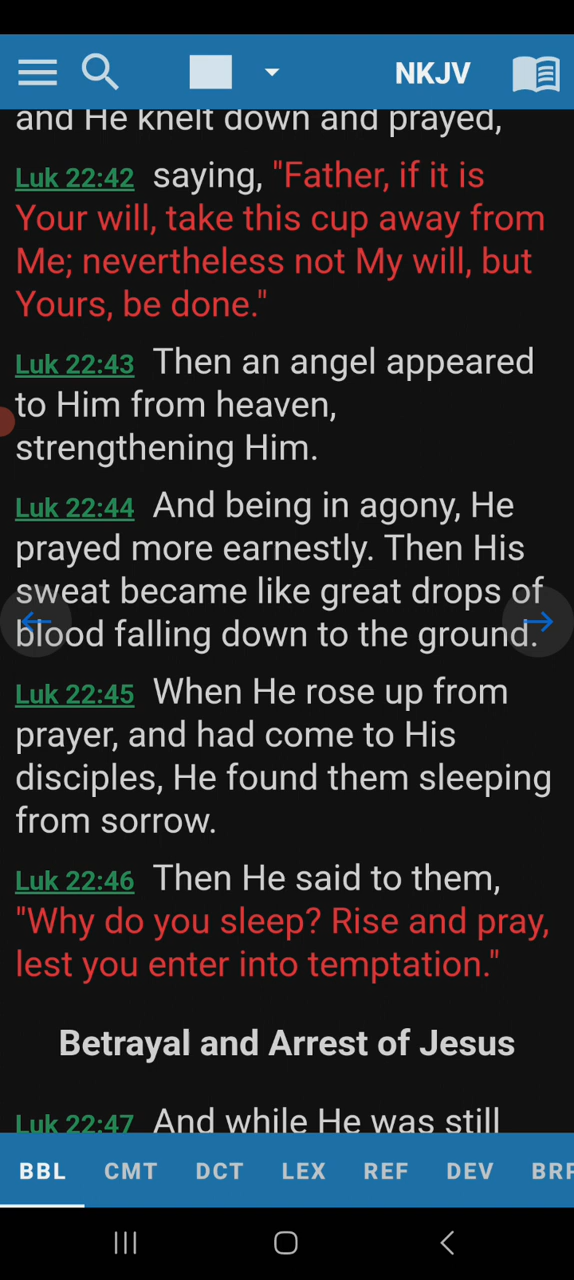 NKJV
and He knelt down and prayed,
Luk 22:42 saying, "Father, if it is
Your will, take this cup away from
Me; nevertheless not My will, but
Yours, be done."
Luk 22:43 Then an angel appeared
to Him from heaven,
strengthening Him.
Luk 22:44 And being in agony, He
prayed more earnestly. Then His
sweat became like great drops of
blood falling down to the ground.
Luk 22:45 When He rose up from
prayer, and had come to His
disciples, He found them sleeping
from sorrow.
Luk 22:46 Then He said to them,
"Why do you sleep? Rise and pray,
lest you enter into temptation."
Betrayal and Arrest of Jesus
Luk 22:47 And while He was still
BBL CMT DCT LEX REF DEV BRP